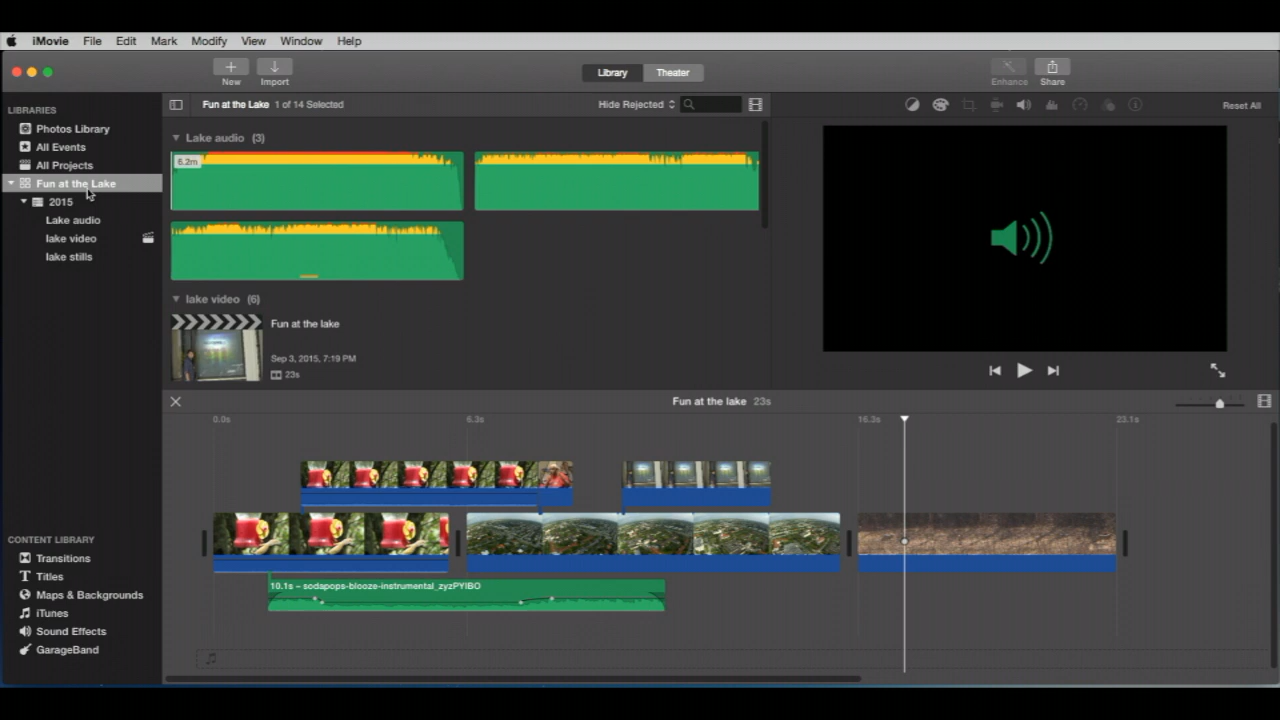 iMovie File Edit Mark Modify View Window Help
New Import Library Theater Enhance Share
LIBRARIES
Photos Library
All Events
All Projects
Fun at the Lake
2015
Lake audio
lake video
lake stills
CONTENT LIBRARY
Transitions
Titles
Maps & Backgrounds
iTunes
Sound Effects
GarageBand
Fun at the Lake 1 of 14 Selected Hide Rejected
Lake audio (3)
6.2m
lake video (6)
Fun at the lake
Sep 3, 2015, 7:19 PM
23s
Reset All
Fun at the lake 23s
0.0s 6.3s 16.3s 23.1s
10.1s – sodapops-blooze-instrumental_zyzPYIBO